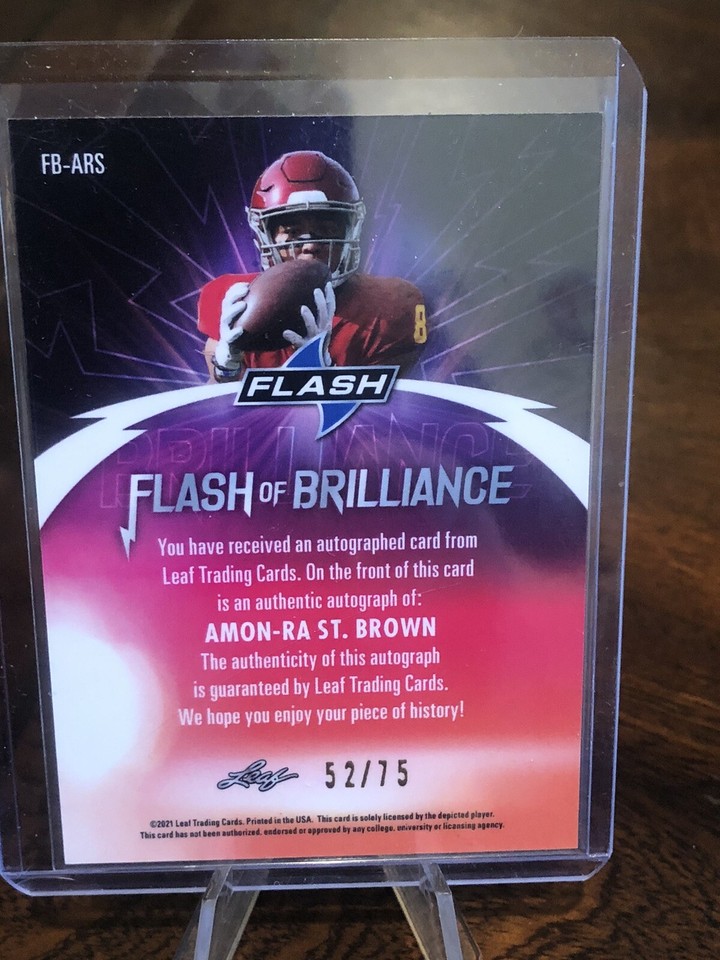 FB-ARS
8
FLASH
BRILLIANCE
FLASH OF BRILLIANCE
You have received an autographed card from
Leaf Trading Cards. On the front of this card
is an authentic autograph of:
AMON-RA ST. BROWN
The authenticity of this autograph
is guaranteed by Leaf Trading Cards.
We hope you enjoy your piece of history!
Leaf 52/75
©2021 Leaf Trading Cards. Printed in the USA. This card is solely licensed by the depicted player.
This card has not been authorized, endorsed or approved by any college, university or licensing agency.